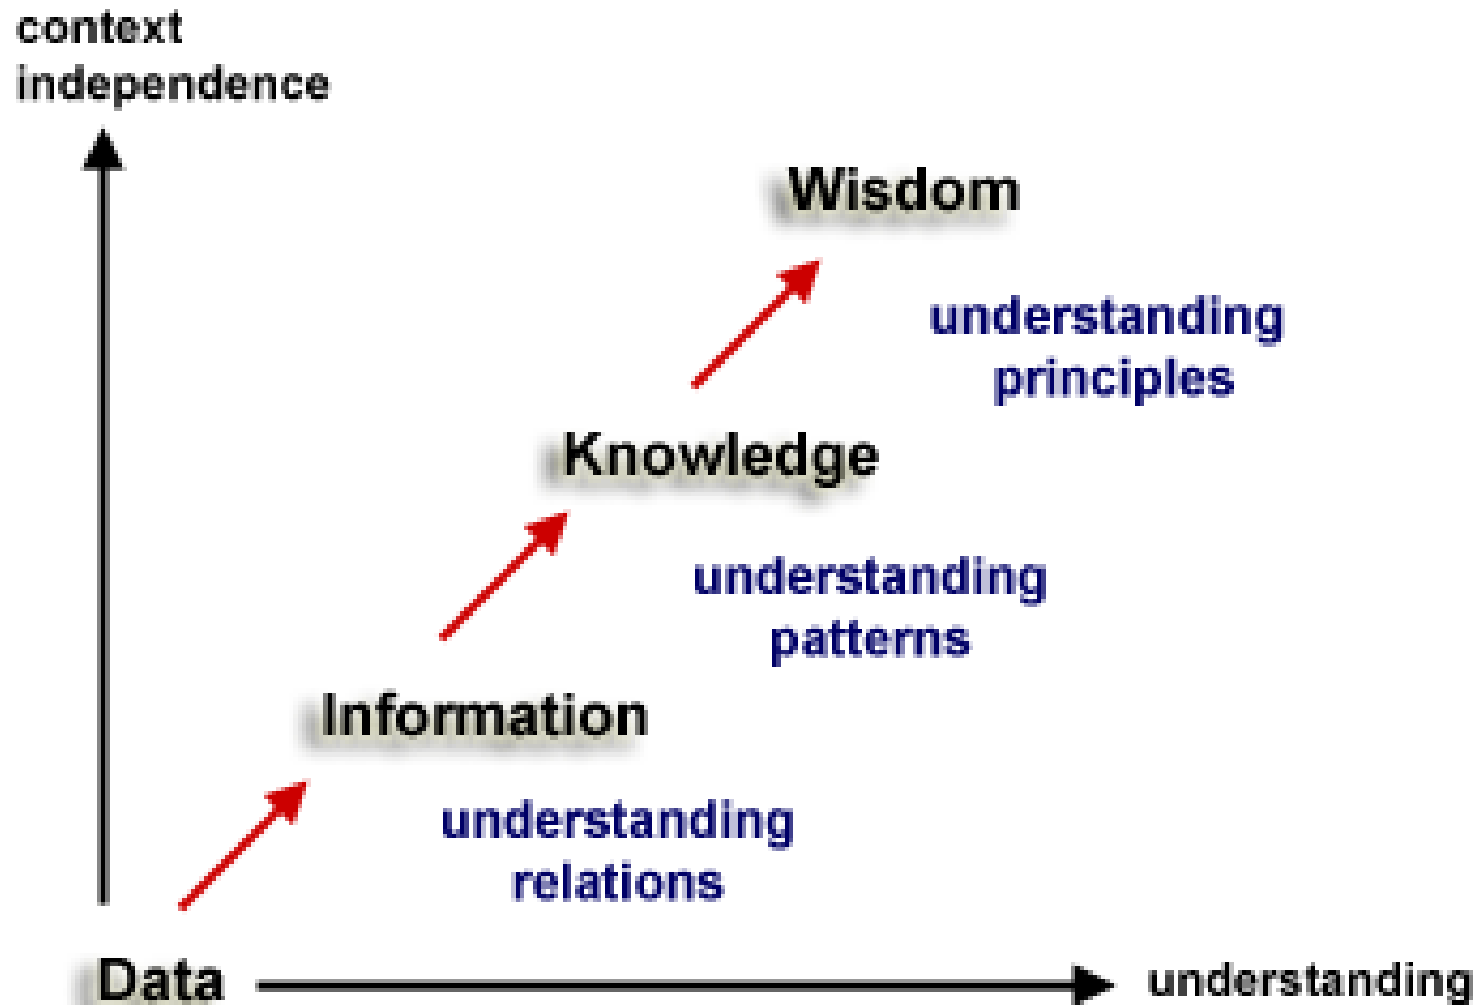 context
independence
Wisdom
understanding
principles
Knowledge
understanding
patterns
Information
understanding
relations
Data
understanding